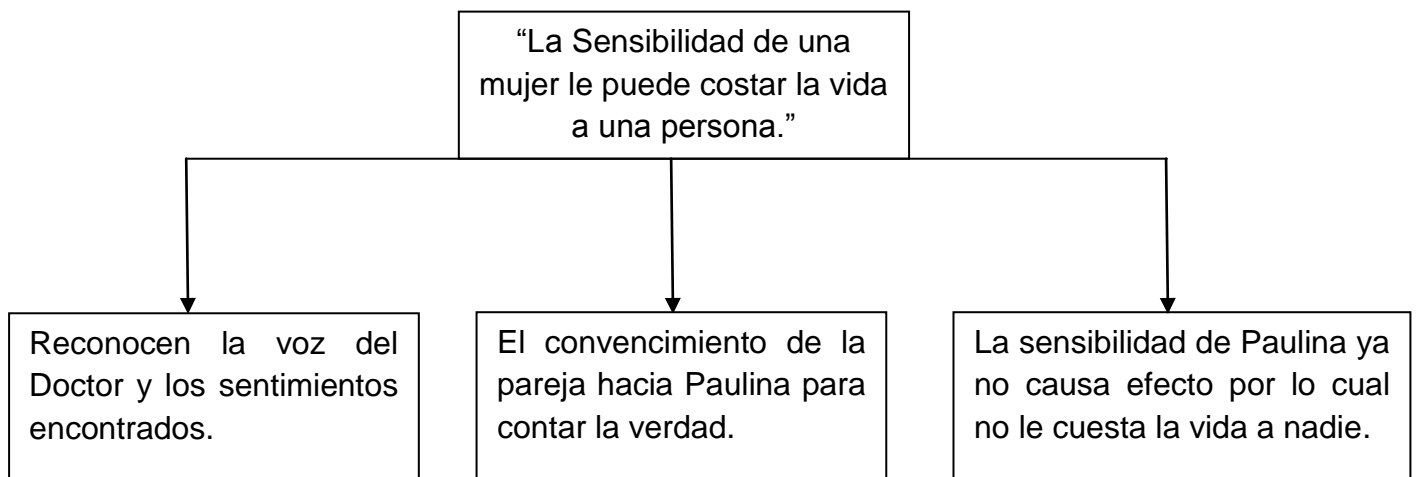 “La Sensibilidad de una
mujer le puede costar la vida
a una persona.”
Reconocen la voz del
Doctor y los sentimientos
encontrados.
El convencimiento de la
pareja hacia Paulina para
contar la verdad.
La sensibilidad de Paulina ya
no causa efecto por lo cual
no le cuesta la vida a nadie.